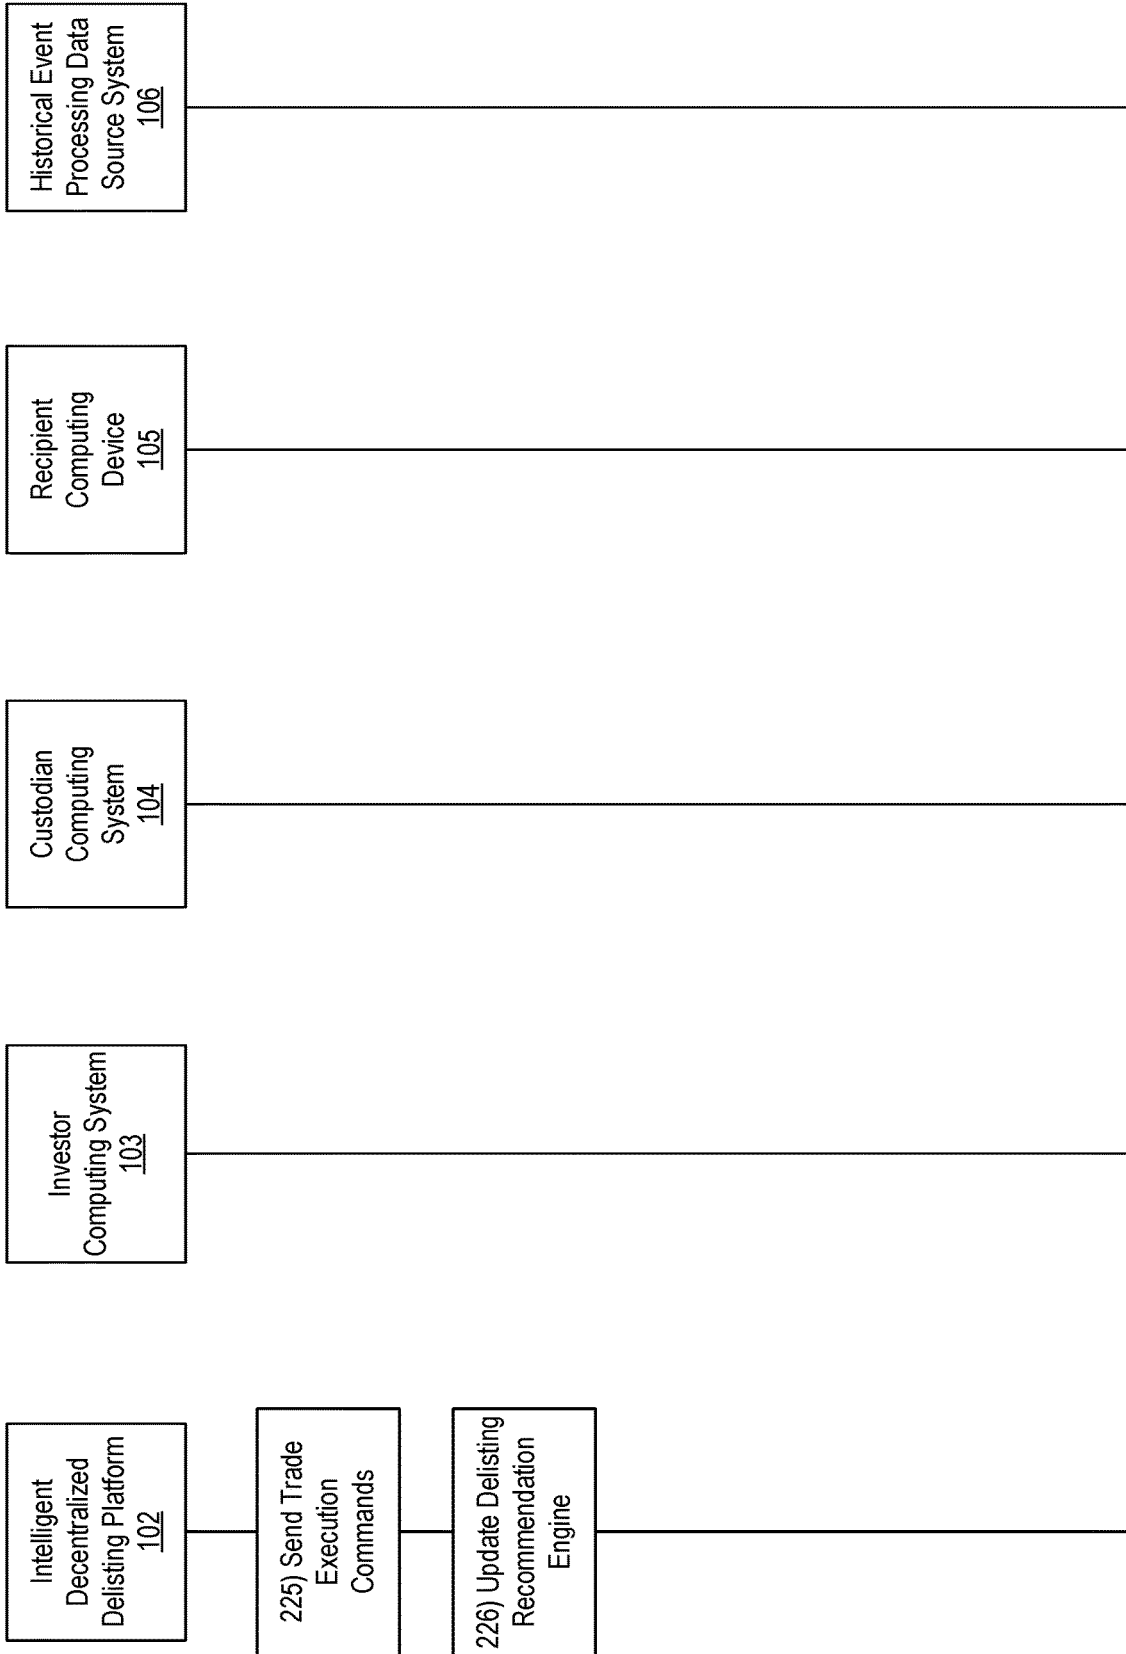 Intelligent
Decentralized
Delisting Platform
102
Investor
Computing System
103
Custodian
Computing
System
104
Recipient
Computing
Device
105
Historical Event
Processing Data
Source System
106
225) Send Trade
Execution
Commands
226) Update Delisting
Recommendation
Engine